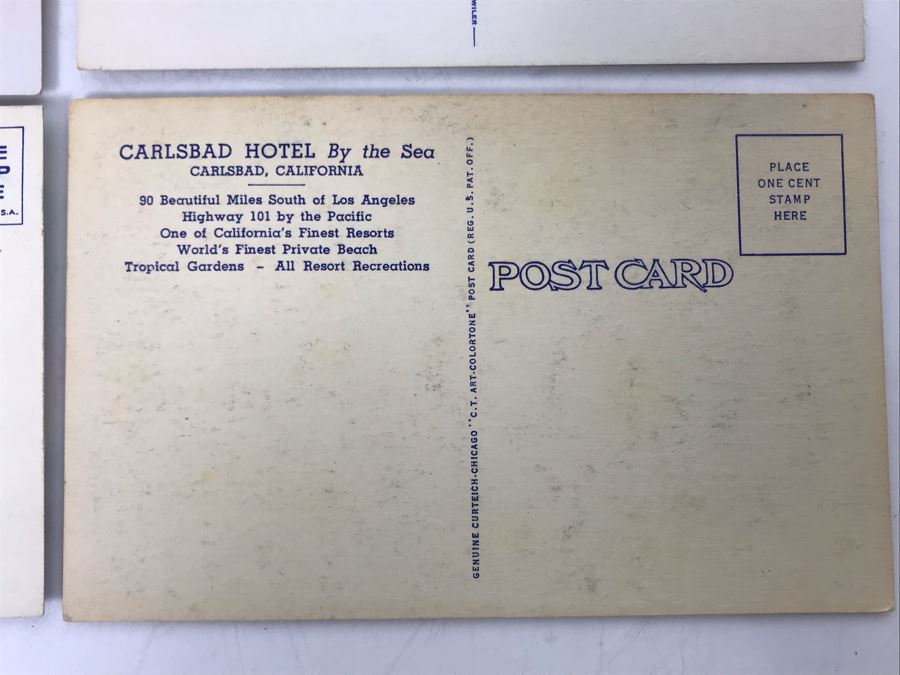 WILER—
S.A.
CARLSBAD HOTEL By the Sea
CARLSBAD, CALIFORNIA
90 Beautiful Miles South of Los Angeles
Highway 101 by the Pacific
One of California's Finest Resorts
World's Finest Private Beach
Tropical Gardens – All Resort Recreations
GENUINE CURTEICH-CHICAGO "C.T. ART-COLORTONE" POST CARD (REG. U.S. PAT. OFF.)
POST CARD
PLACE
ONE CENT
STAMP
HERE